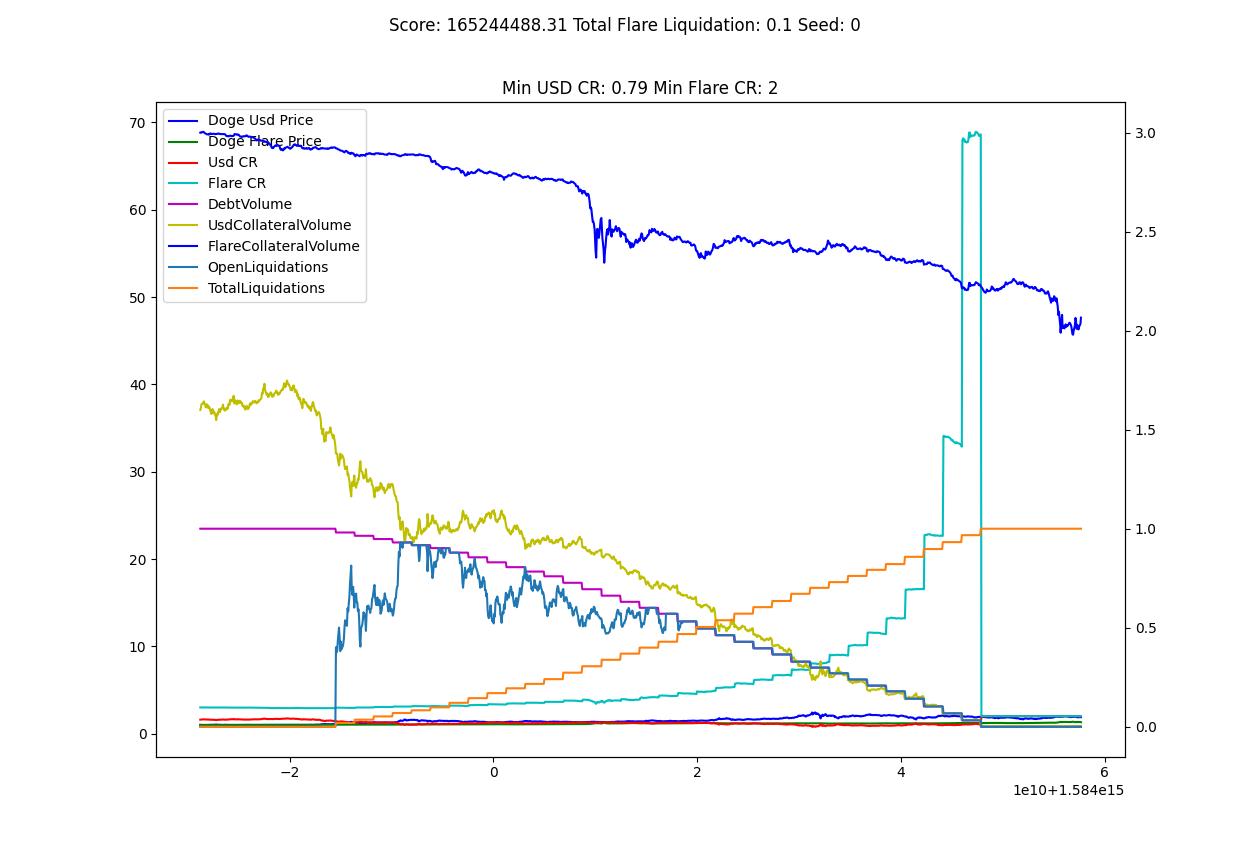 Score: 165244488.31 Total Flare Liquidation: 0.1 Seed: 0
Min USD CR: 0.79 Min Flare CR: 2
Doge Usd Price
Doge Flare Price
Usd CR
Flare CR
DebtVolume
UsdCollateralVolume
FlareCollateralVolume
OpenLiquidations
TotalLiquidations
70
60
50
40
30
20
10
0
3.0
2.5
2.0
1.5
1.0
0.5
0.0
−2 0 2 4 6
1e10+1.584e15